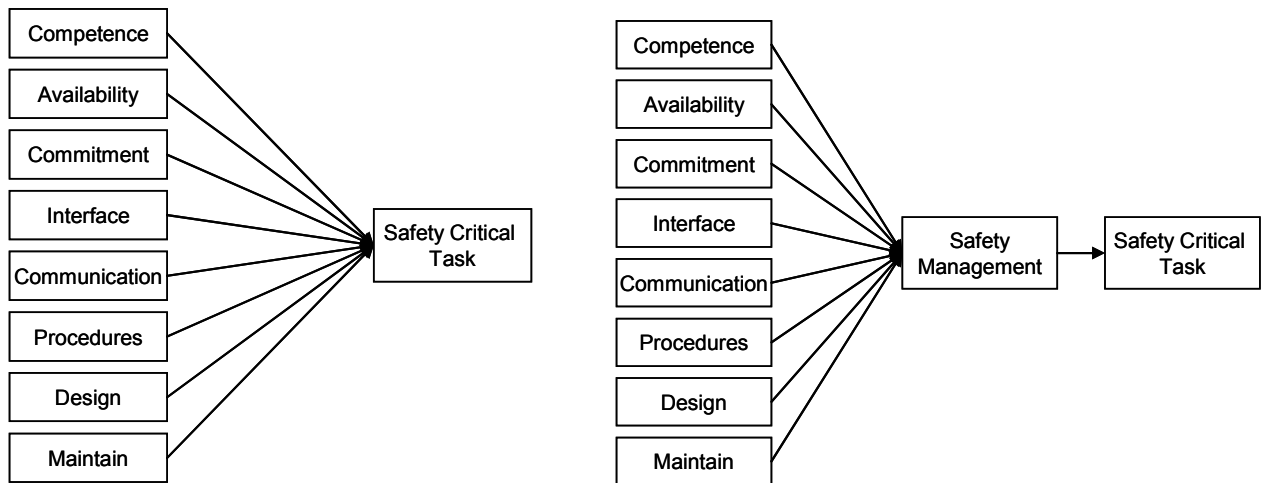 Competence
Availability
Commitment
Interface
Communication
Procedures
Design
Maintain
Safety Critical
Task
Competence
Availability
Commitment
Interface
Communication
Procedures
Design
Maintain
Safety
Management
Safety Critical
Task